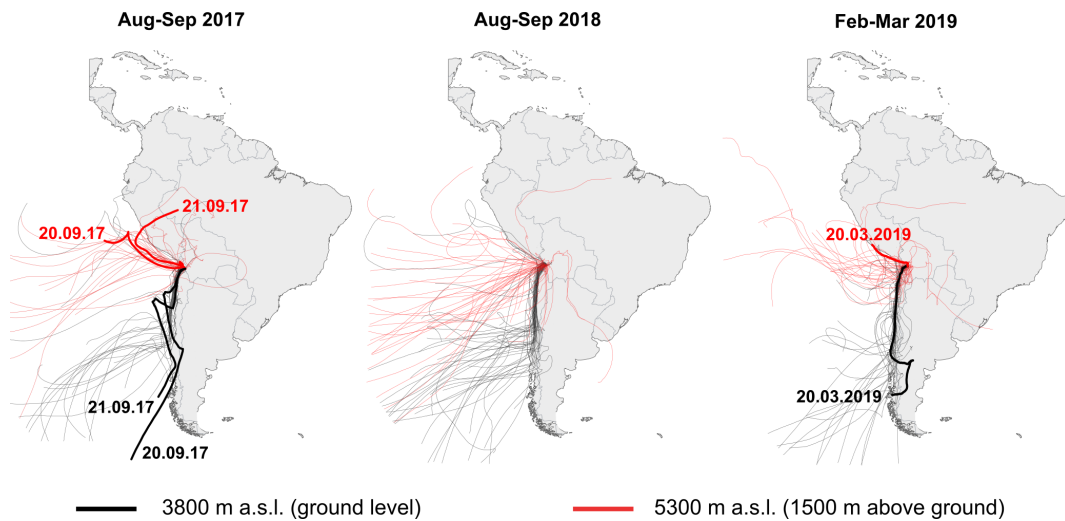 Aug-Sep 2017
Aug-Sep 2018
Feb-Mar 2019
21.09.17
20.09.17
20.03.2019
21.09.17
20.09.17
20.03.2019
3800 m a.s.l. (ground level)
5300 m a.s.l. (1500 m above ground)